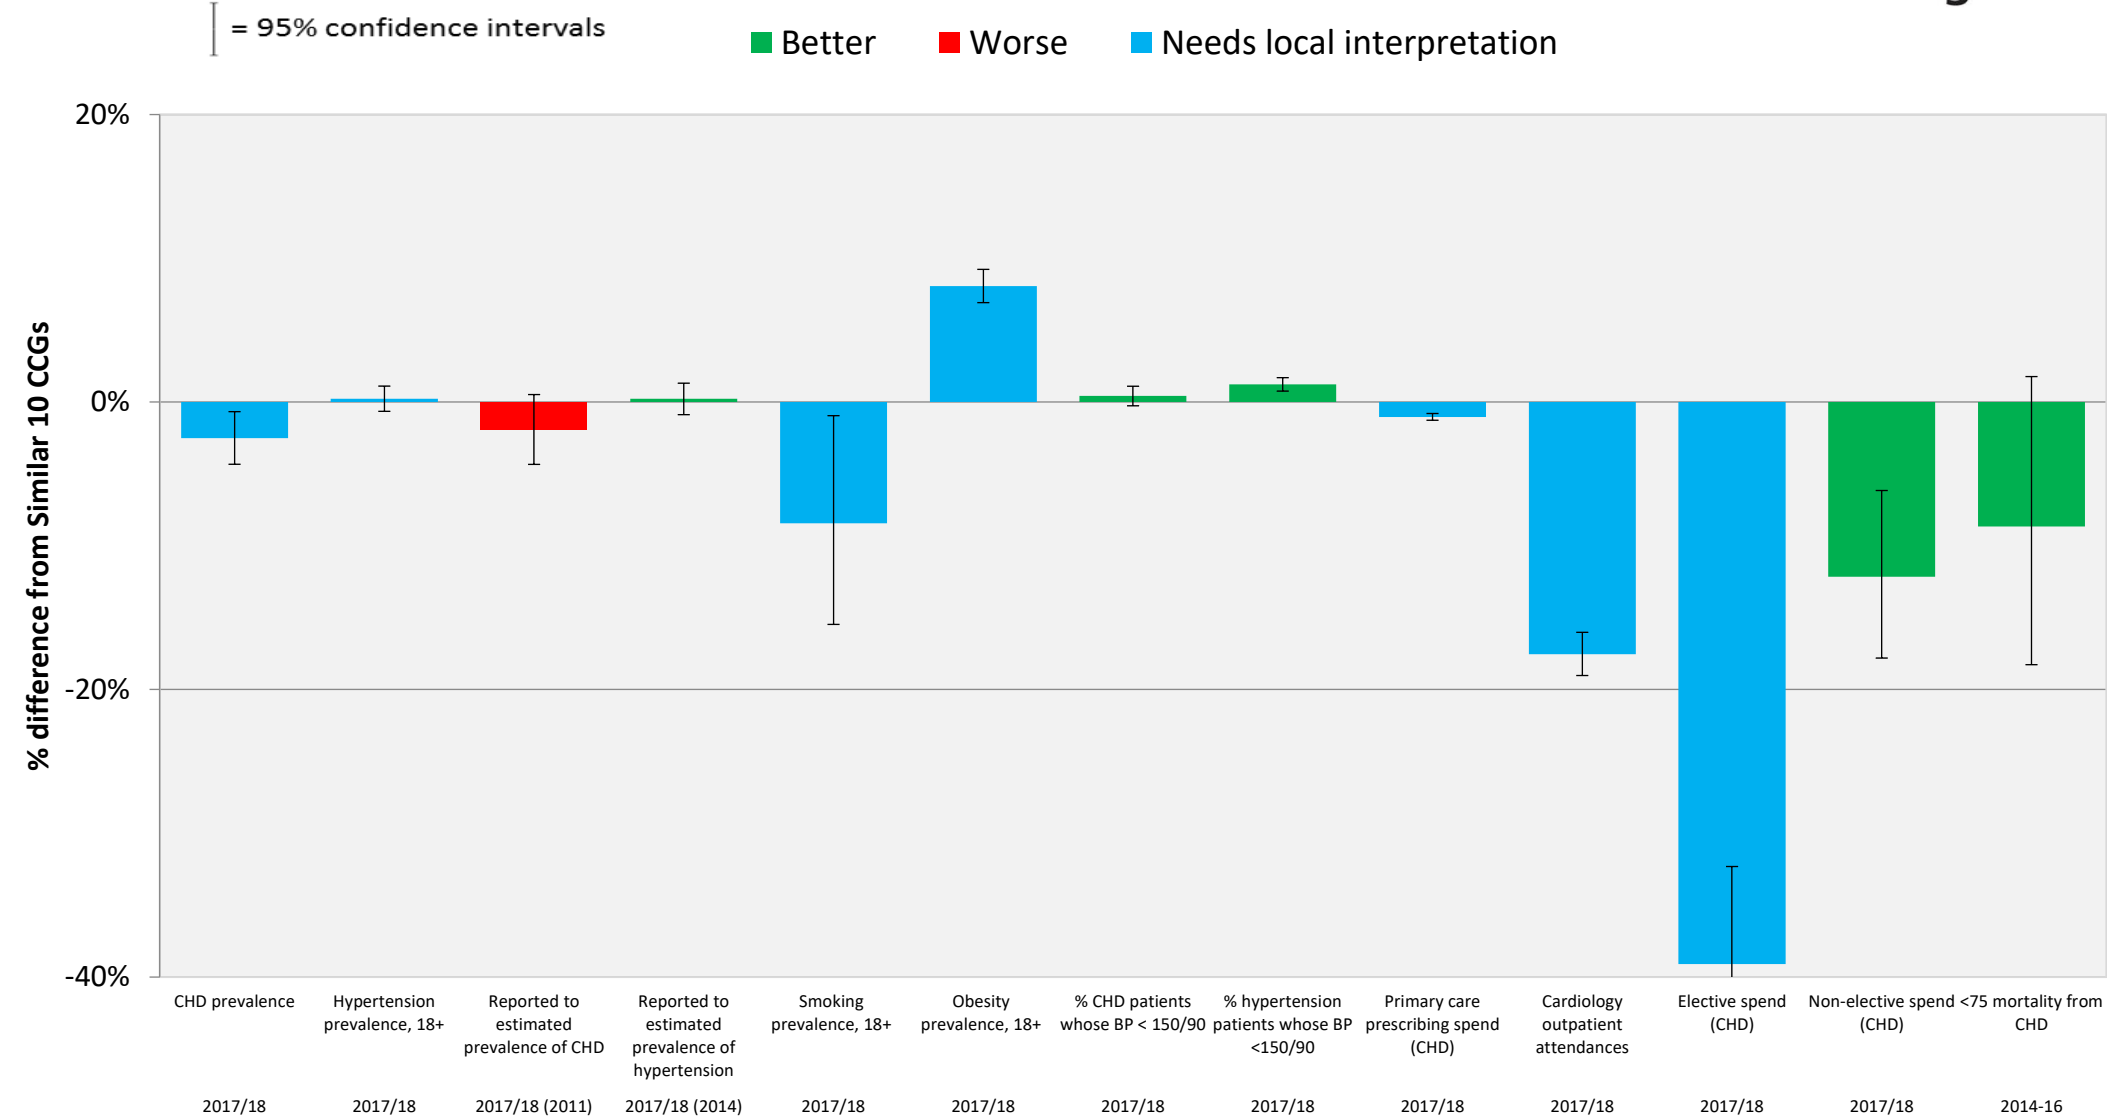 = 95% confidence intervals
Better
Worse
Needs local interpretation
20%
0%
-20%
-40%
% difference from Similar 10 CCGs
CHD prevalence
2017/18
Hypertension
prevalence, 18+
2017/18
Reported to
estimated
prevalence of CHD
2017/18 (2011)
Reported to
estimated
prevalence of
hypertension
2017/18 (2014)
Smoking
prevalence, 18+
2017/18
Obesity
prevalence, 18+
2017/18
% CHD patients
whose BP < 150/90
2017/18
% hypertension
patients whose BP
<150/90
2017/18
Primary care
prescribing spend
(CHD)
2017/18
Cardiology
outpatient
attendances
2017/18
Elective spend
(CHD)
2017/18
Non-elective spend
(CHD)
2017/18
<75 mortality from
CHD
2014-16